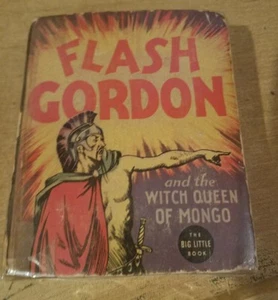 FLASH
GORDON
and the
WITCH QUEEN
OF MONGO
THE
BIG LITTLE
BOOK